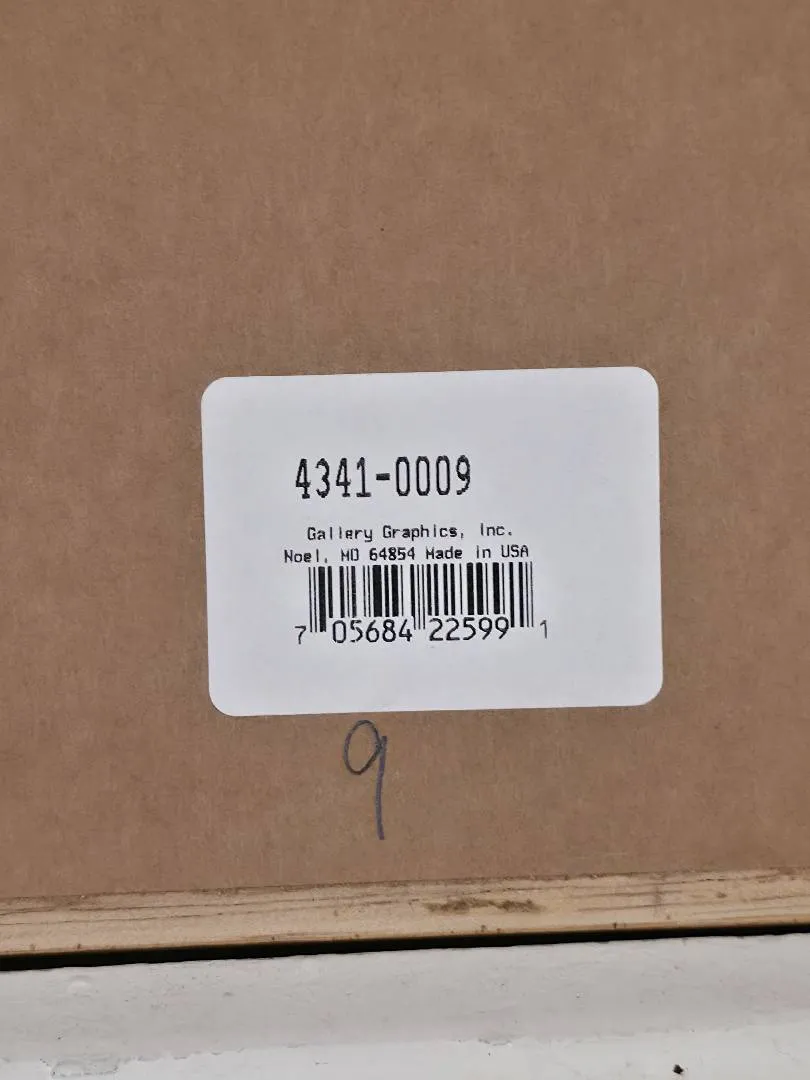 4341-0009
Gallery Graphics, Inc.
Noel, MO 64854 Made in USA
7 05684 22599 1
9